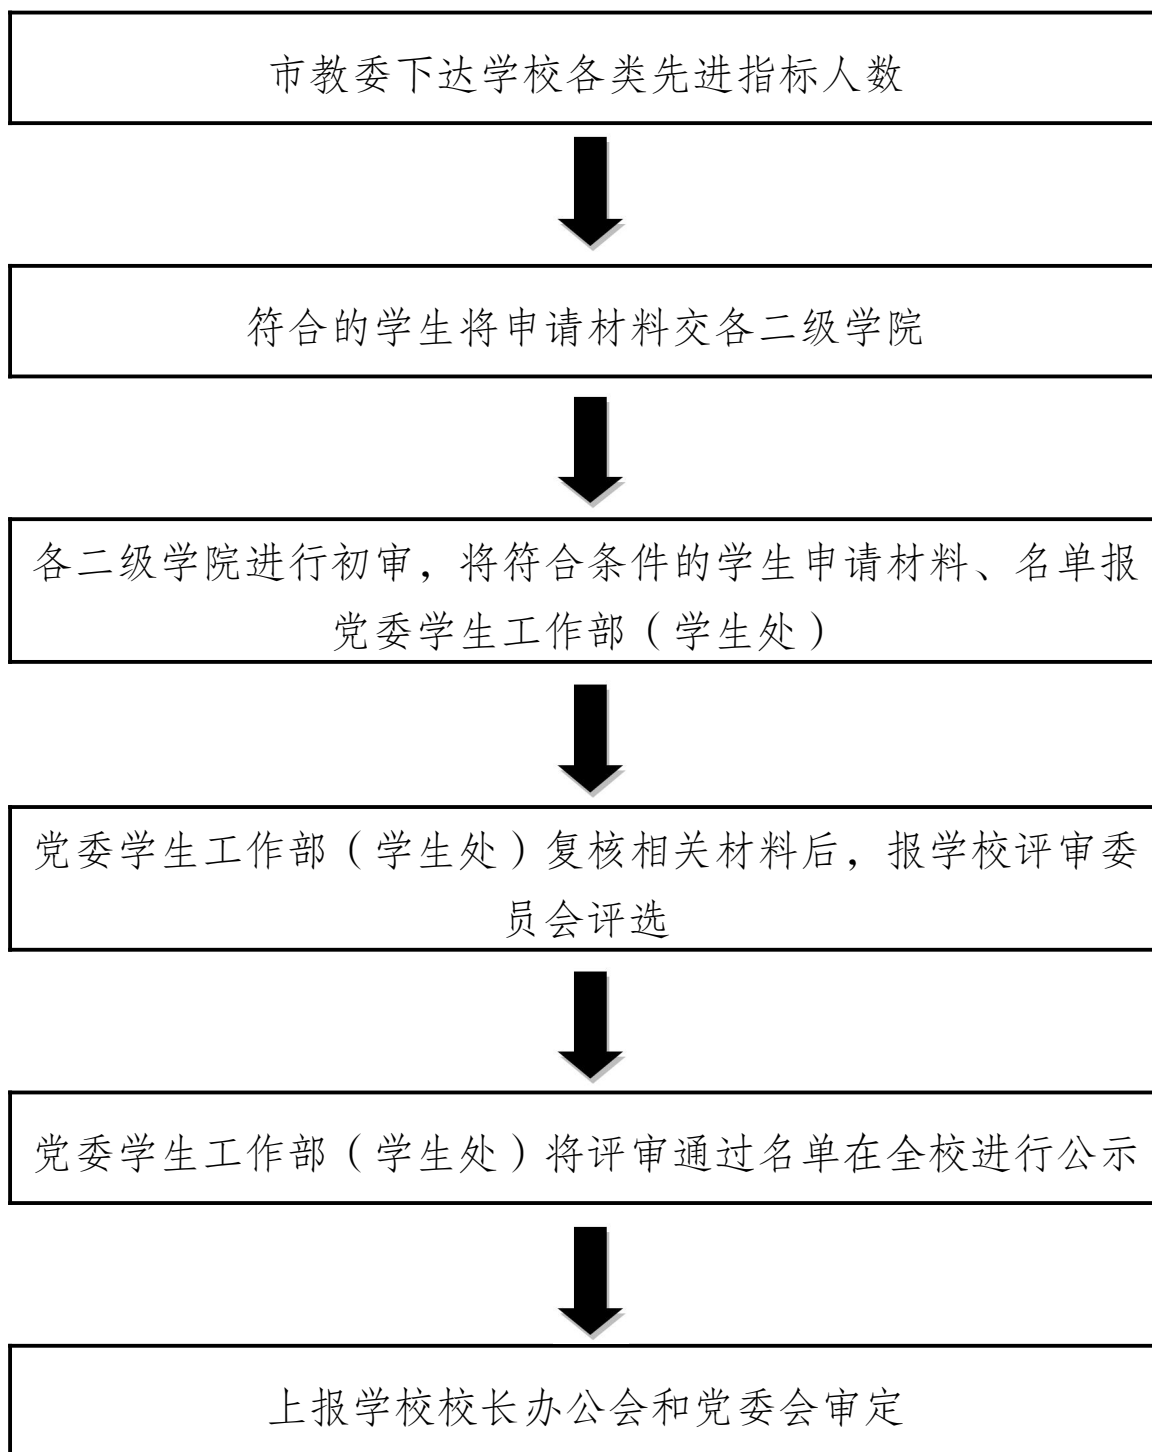 市教委下达学校各类先进指标人数
符合的学生将申请材料交各二级学院
各二级学院进行初审，将符合条件的学生申请材料、名单报
党委学生工作部（学生处）
党委学生工作部（学生处）复核相关材料后，报学校评审委
员会评选
党委学生工作部（学生处）将评审通过名单在全校进行公示
上报学校校长办公会和党委会审定